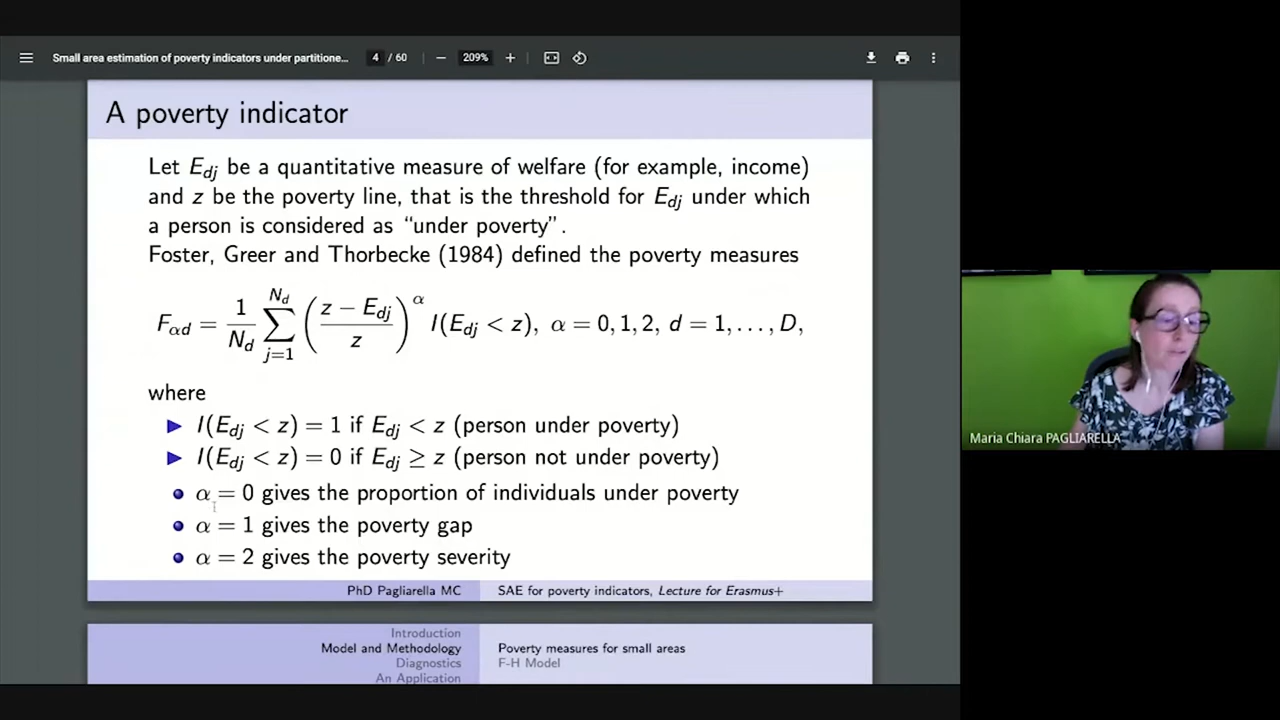 Small area estimation of poverty indicators under partitione...
4 / 60
209%
A poverty indicator
Let E_dj be a quantitative measure of welfare (for example, income)
and z be the poverty line, that is the threshold for E_dj under which
a person is considered as “under poverty”.
Foster, Greer and Thorbecke (1984) defined the poverty measures
F_αd = 1/N_d ∑_{j=1}^{N_d} ((z − E_dj)/z)^α I(E_dj < z), α = 0, 1, 2, d = 1, . . . , D,
where
I(E_dj < z) = 1 if E_dj < z (person under poverty)
I(E_dj < z) = 0 if E_dj ≥ z (person not under poverty)
α = 0 gives the proportion of individuals under poverty
α = 1 gives the poverty gap
α = 2 gives the poverty severity
PhD Pagliarella MC
SAE for poverty indicators, Lecture for Erasmus+
Introduction
Model and Methodology
Diagnostics
An Application
Poverty measures for small areas
F-H Model
Maria Chiara PAGLIARELLA